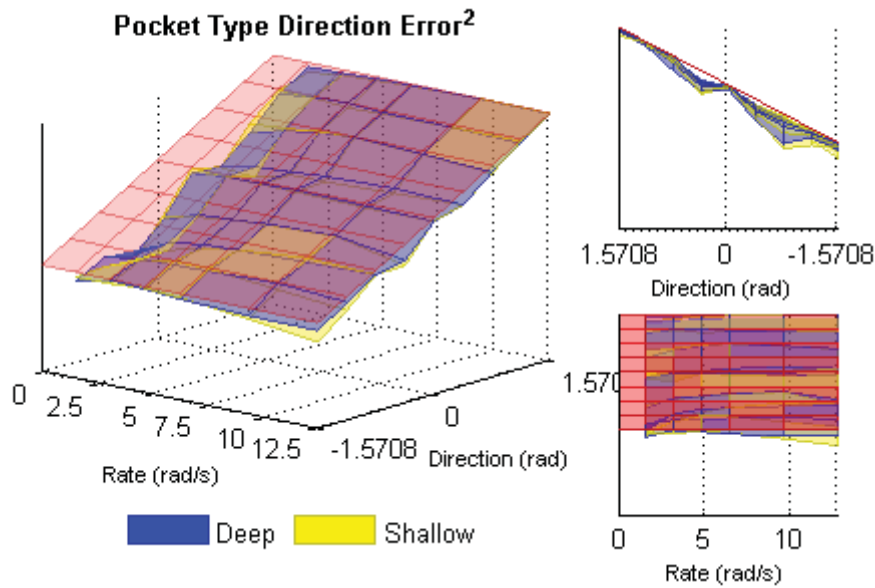 Pocket Type Direction Error²
0
2.5
5
7.5
10
12.5
Rate (rad/s)
-1.5708
0
1.5708
Direction (rad)
Deep
Shallow
1.5708 0 -1.5708
Direction (rad)
0 5 10
Rate (rad/s)